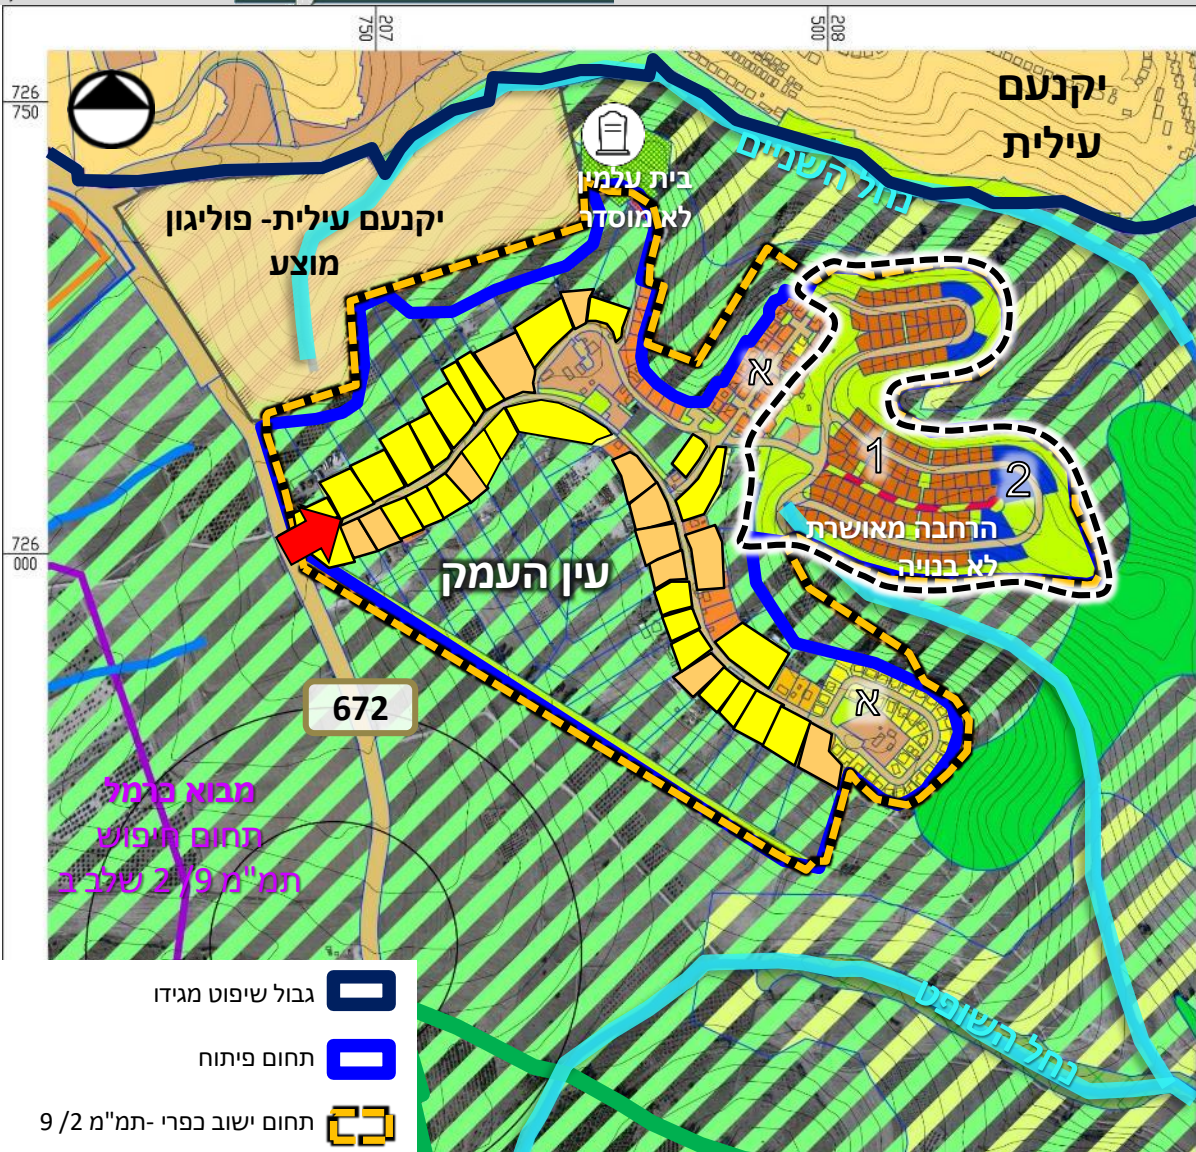 207
750
208
500
726
750
יקנעם
עילית
נחל השניים
בית עלמין
לא מוסדר
יקנעם עילית- פוליגון
מוצע
א
1
2
הרחבה מאושרת
לא בנויה
726
000
עין העמק
672
א
מבוא כרמל
תחום חיפוש
תמ"מ 9/ 2 שלב ב
נחל השופט
גבול שיפוט מגידו
תחום פיתוח
תחום ישוב כפרי -תמ"מ 2/ 9